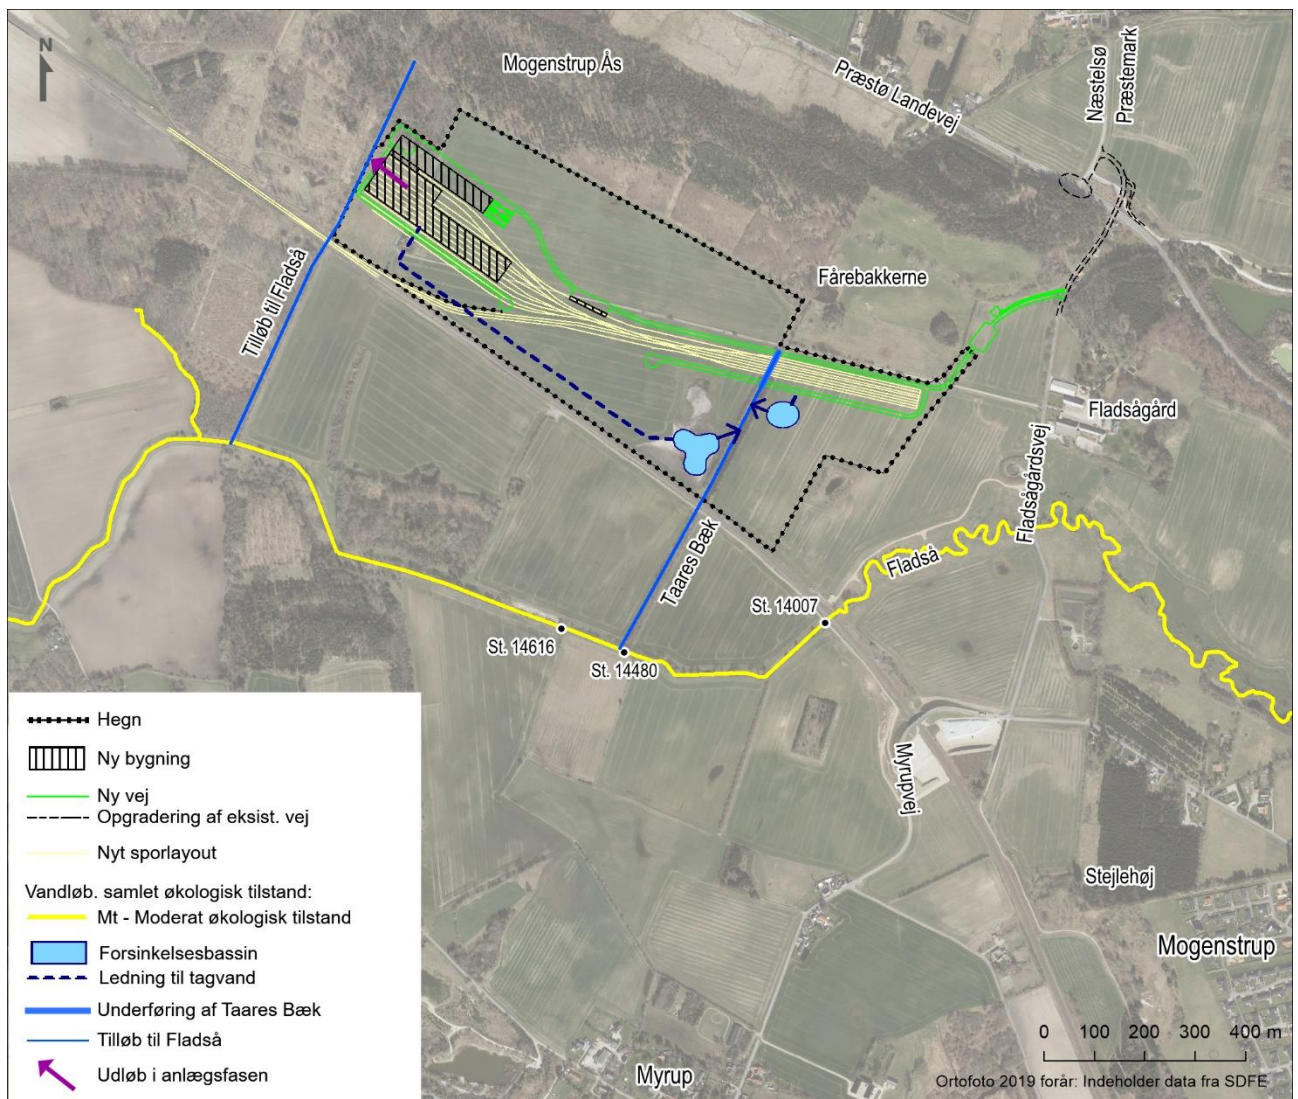 N
Mogenstrup Ås
Præstø Landevej
Næstelsø
Præstemark
Tilløb til Fladså
Fårebakkerne
Fladsågård
Fladsågårdsvej
Fladså
Taares Bæk
St. 14007
St. 14616
St. 14480
Myrupvej
Stejlehøj
Mogenstrup
Myrup
Hegn
Ny bygning
Ny vej
Opgradering af eksist. vej
Nyt sporlayout
Vandløb. samlet økologisk tilstand:
Mt - Moderat økologisk tilstand
Forsinkelsesbassin
Ledning til tagvand
Underføring af Taares Bæk
Tilløb til Fladså
Udløb i anlægsfasen
0 100 200 300 400 m
Ortofoto 2019 forår: Indeholder data fra SDFE